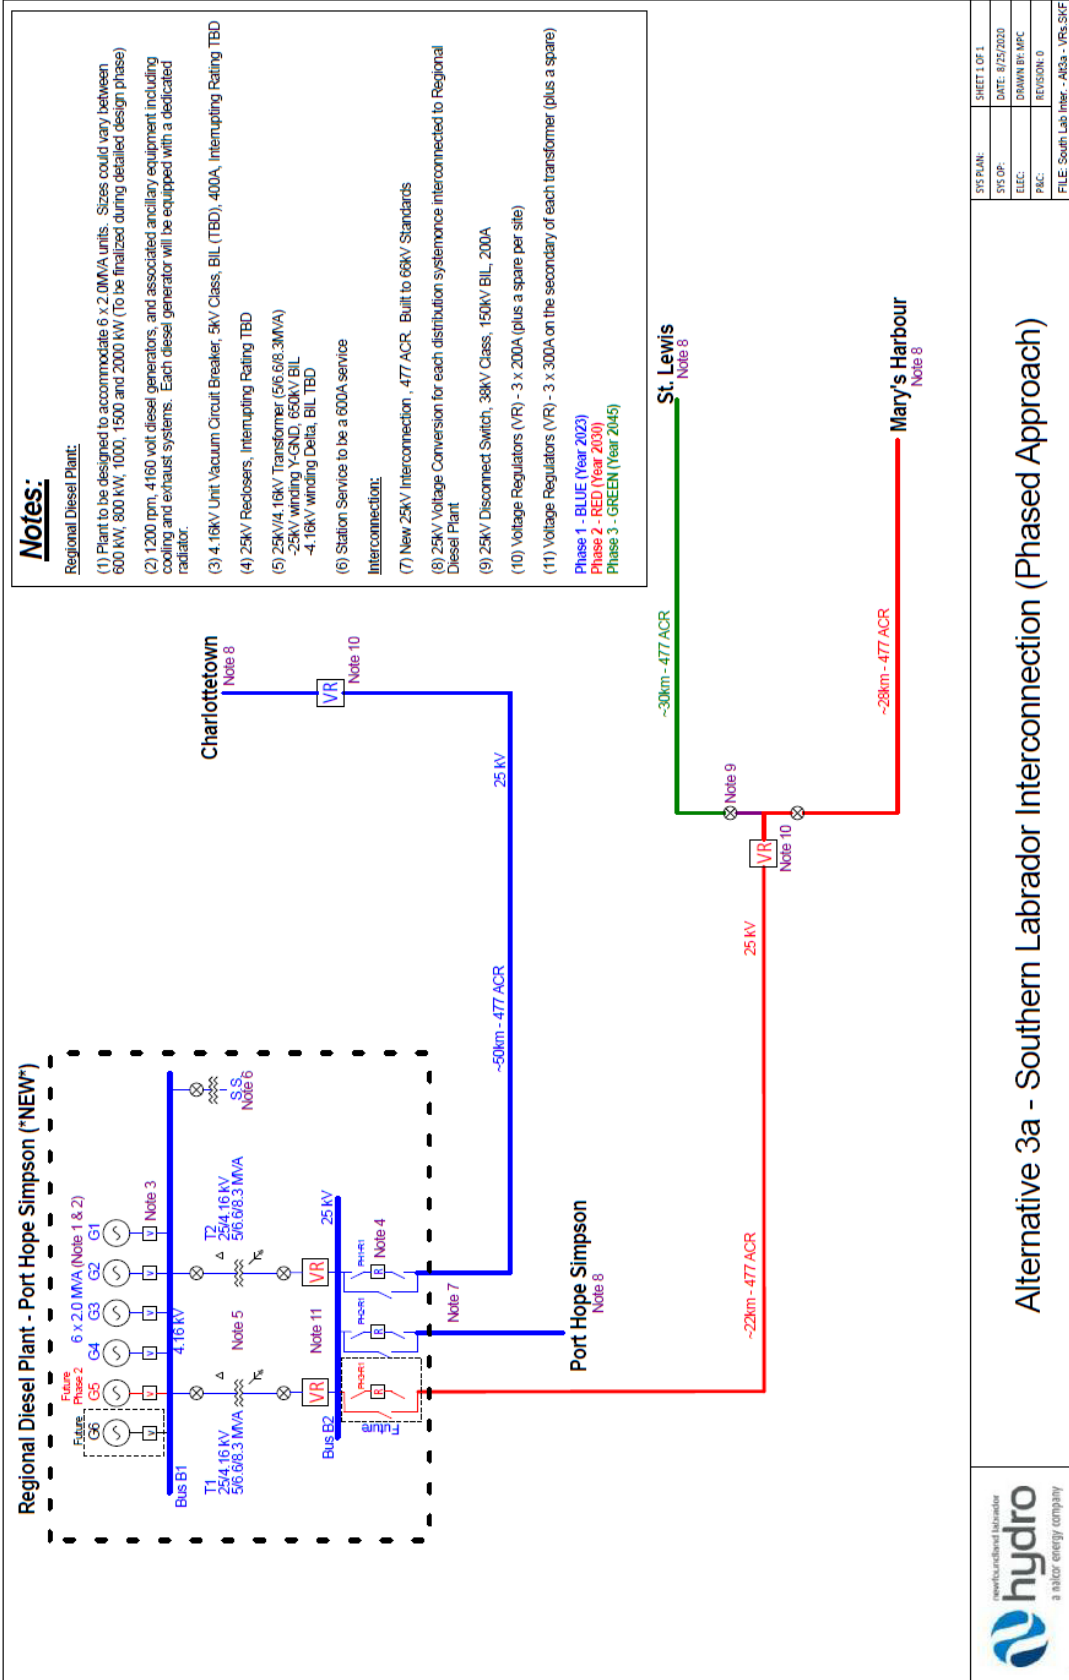 Regional Diesel Plant - Port Hope Simpson (*NEW*)
Future
G6
Future
Phase 2
G5
G4
G3
G2
G1
6 x 2.0 MVA (Note 1 & 2)
V
V
V
V
V
V
Note 3
4.16 kV
Bus B1
T1
25/4.16 kV
5/6.6/8.3 MVA
Note 5
T2
25/4.16 kV
5/6.6/8.3 MVA
S.S.
Note 6
VR
Note 11
VR
Bus B2
25 kV
Future
PH3-R1
R
PH2-R1
R
PH1-R1
R
Note 4
Note 7
Port Hope Simpson
Note 8
~50km - 477 ACR
25 kV
VR
Note 10
Charlottetown
Note 8
~22km - 477 ACR
25 kV
VR
Note 10
Note 9
~30km - 477 ACR
St. Lewis
Note 8
~28km - 477 ACR
Mary's Harbour
Note 8
Notes:
Regional Diesel Plant:
(1) Plant to be designed to accommodate 6 x 2.0MVA units. Sizes could vary between
600 kW, 800 kW, 1000, 1500 and 2000 kW (To be finalized during detailed design phase)
(2) 1200 rpm, 4160 volt diesel generators, and associated ancillary equipment including
cooling and exhaust systems. Each diesel generator will be equipped with a dedicated
radiator.
(3) 4.16kV Unit Vacuum Circuit Breaker, 5kV Class, BIL (TBD), 400A, Interrupting Rating TBD
(4) 25kV Reclosers, Interrupting Rating TBD
(5) 25kV/4.16kV Transformer (5/6.6/8.3MVA)
-25kV winding Y-GND, 650kV BIL
-4.16kV winding Delta, BIL TBD
(6) Station Service to be a 600A service
Interconnection:
(7) New 25kV Interconnection , 477 ACR. Built to 66kV Standards
(8) 25kV Voltage Conversion for each distribution systemonce interconnected to Regional
Diesel Plant
(9) 25kV Disconnect Switch, 38kV Class, 150kV BIL, 200A
(10) Voltage Regulators (VR) - 3 x 200A (plus a spare per site)
(11) Voltage Regulators (VR) - 3 x 300A on the secondary of each transformer (plus a spare)
Phase 1 - BLUE (Year 2023)
Phase 2 - RED (Year 2030)
Phase 3 - GREEN (Year 2045)
newfoundland labrador
hydro
a nalcor energy company
Alternative 3a - Southern Labrador Interconnection (Phased Approach)
SYS PLAN:
SHEET 1 OF 1
SYS OP:
DATE: 8/25/2020
ELEC:
DRAWN BY: MPC
P&C:
REVISION: 0
FILE: South Lab Inter. - Alt3a - VRs.SKF